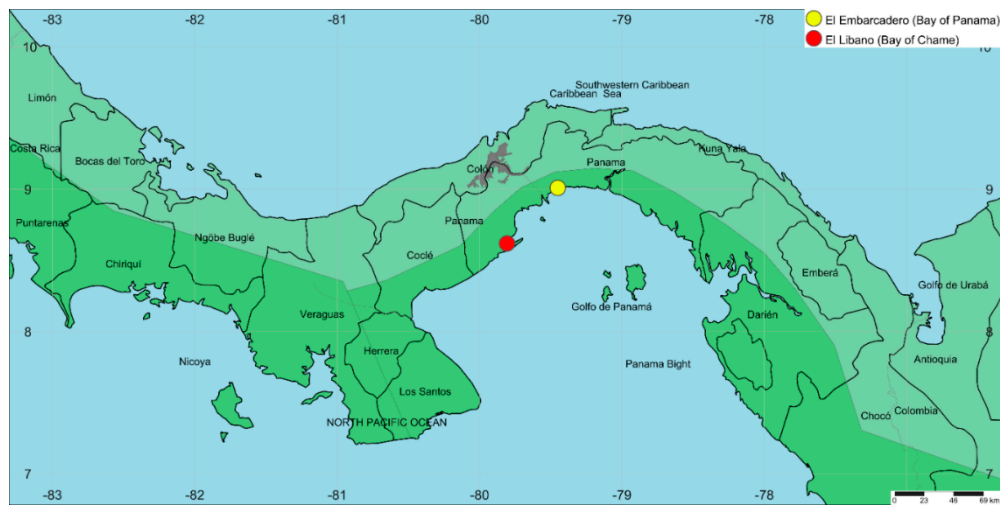 -83 -82 -81 -80 -79 -78
El Embarcadero (Bay of Panama)
El Líbano (Bay of Chame)
10 10
Southwestern Caribbean
Caribbean Sea
Limón
Costa Rica
Kuna Yala
Bocas del Toro
Panama
Colón
9 9
Puntarenas
Panama
Ngöbe Buglé
Coclé
Chiriquí
Emberá
Golfo de Urabá
Golfo de Panamá
Veraguas
Darién
8 8
Herrera
Nicoya
Panama Bight
Antioquia
Los Santos
Chocó
Colombia
NORTH PACIFIC OCEAN
7 7
-83 -82 -81 -80 -79 -78
0 23 46 69 km